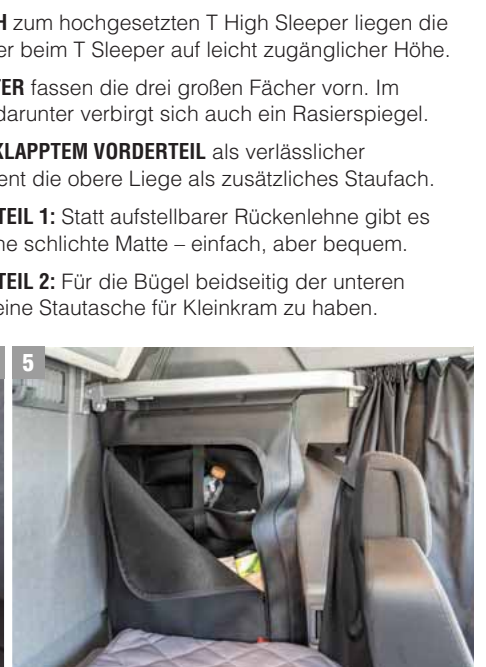 H zum hochgesetzten T High Sleeper liegen die
er beim T Sleeper auf leicht zugänglicher Höhe.
TER fassen die drei großen Fächer vorn. Im
darunter verbirgt sich auch ein Rasierspiegel.
KLAPPTEM VORDERTEIL als verlässlicher
ent die obere Liege als zusätzliches Staufach.
TEIL 1: Statt aufstellbarer Rückenlehne gibt es
ne schlichte Matte – einfach, aber bequem.
TEIL 2: Für die Bügel beidseitig der unteren
eine Stautasche für Kleinkram zu haben.
5